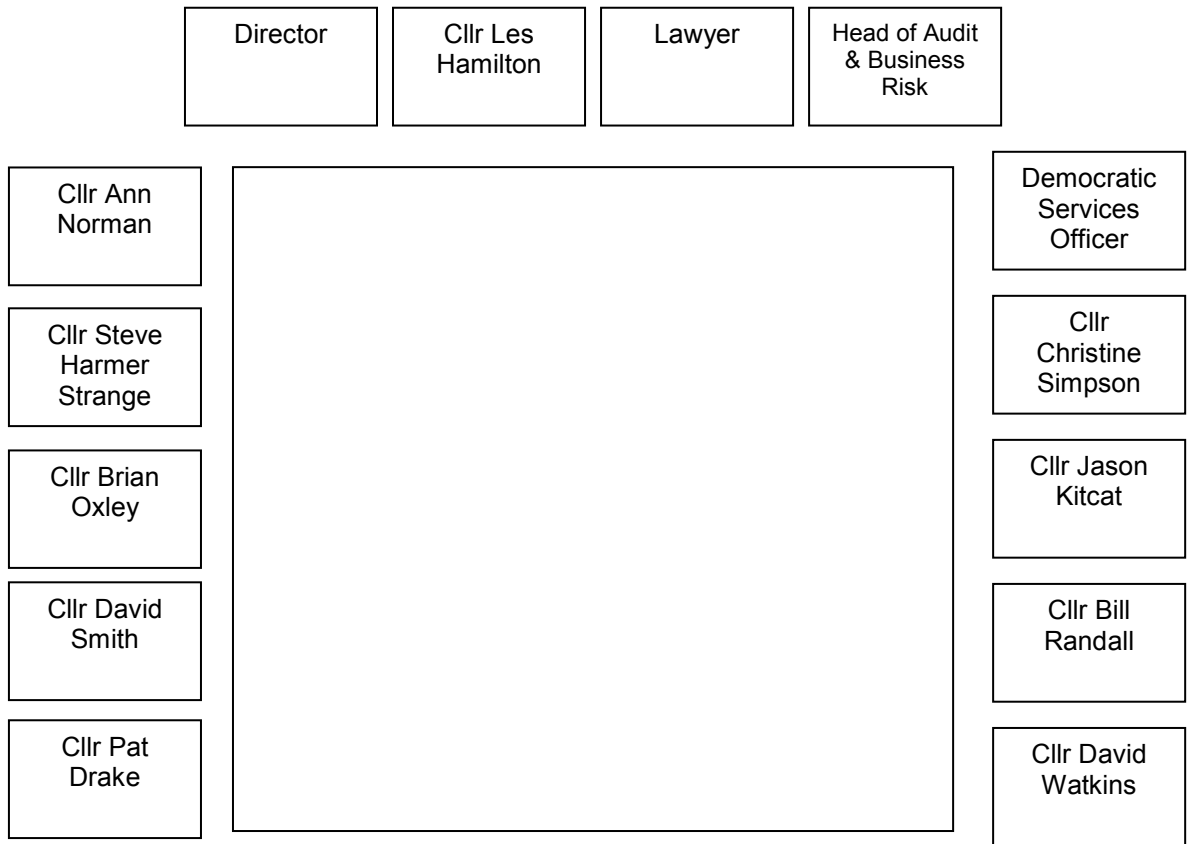 Director
Cllr Les
Hamilton
Lawyer
Head of Audit
& Business
Risk
Cllr Ann
Norman
Cllr Steve
Harmer
Strange
Cllr Brian
Oxley
Cllr David
Smith
Cllr Pat
Drake
Democratic
Services
Officer
Cllr
Christine
Simpson
Cllr Jason
Kitcat
Cllr Bill
Randall
Cllr David
Watkins